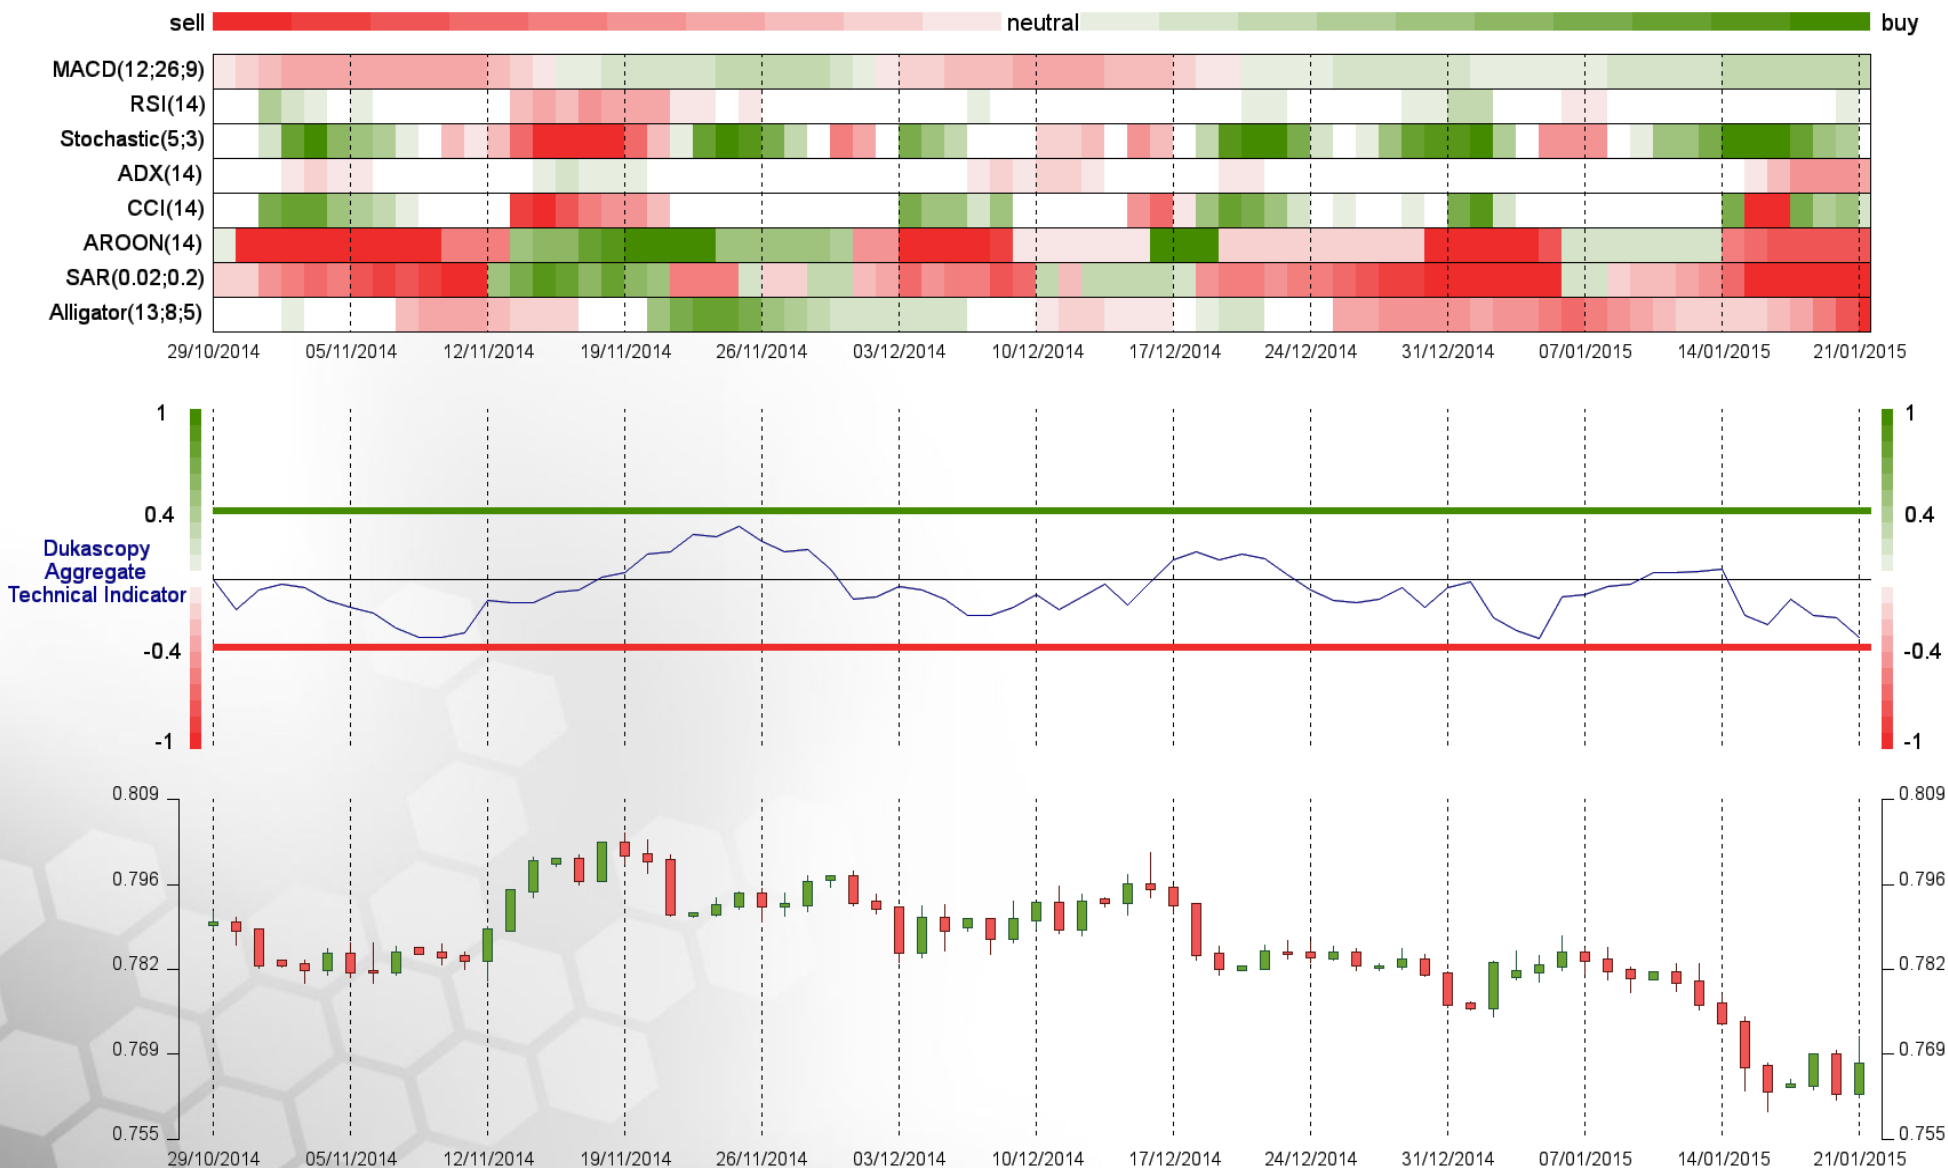 sell neutral buy
MACD(12;26;9)
RSI(14)
Stochastic(5;3)
ADX(14)
CCI(14)
AROON(14)
SAR(0.02;0.2)
Alligator(13;8;5)
29/10/2014 05/11/2014 12/11/2014 19/11/2014 26/11/2014 03/12/2014 10/12/2014 17/12/2014 24/12/2014 31/12/2014 07/01/2015 14/01/2015 21/01/2015
1 1
0.4 0.4
Dukascopy
Aggregate
Technical Indicator
-0.4 -0.4
-1 -1
0.809 0.809
0.796 0.796
0.782 0.782
0.769 0.769
0.755 0.755
29/10/2014 05/11/2014 12/11/2014 19/11/2014 26/11/2014 03/12/2014 10/12/2014 17/12/2014 24/12/2014 31/12/2014 07/01/2015 14/01/2015 21/01/2015